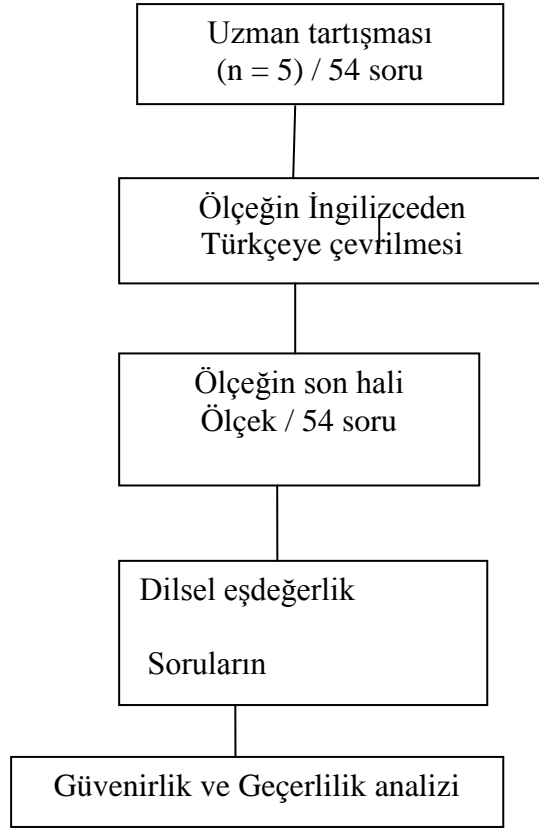 Uzman tartışması
(n = 5) / 54 soru
Ölçeğin İngilizceden
Türkçeye çevrilmesi
Ölçeğin son hali
Ölçek / 54 soru
Dilsel eşdeğerlik
Soruların
Güvenirlik ve Geçerlilik analizi